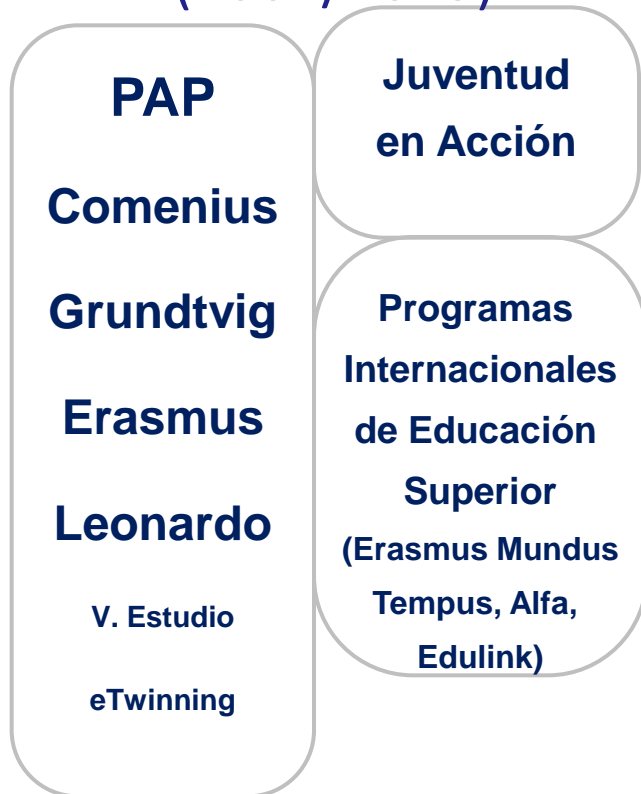 PAP
Comenius
Grundtvig
Erasmus
Leonardo
V. Estudio
eTwinning
Juventud
en Acción
Programas
Internacionales
de Educación
Superior
(Erasmus Mundus
Tempus, Alfa,
Edulink)